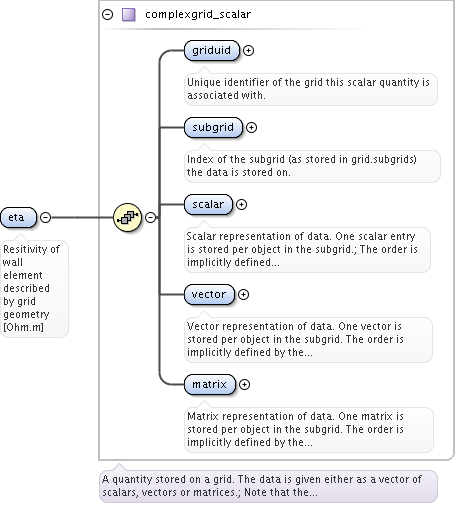 complexgrid_scalar
griduid
Unique identifier of the grid this scalar quantity is
associated with.
subgrid
Index of the subgrid (as stored in grid.subgrids)
the data is stored on.
scalar
Scalar representation of data. One scalar entry
is stored per object in the subgrid.; The order is
implicitly defined...
eta
Resitivity of
wall
element
described
by grid
geometry
[Ohm.m]
vector
Vector representation of data. One vector is
stored per object in the subgrid. The order is
implicitly defined by the...
matrix
Matrix representation of data. One matrix is
stored per object in the subgrid. The order is
implicitly defined by the...
A quantity stored on a grid. The data is given either as a vector of
scalars, vectors or matrices.; Note that the...